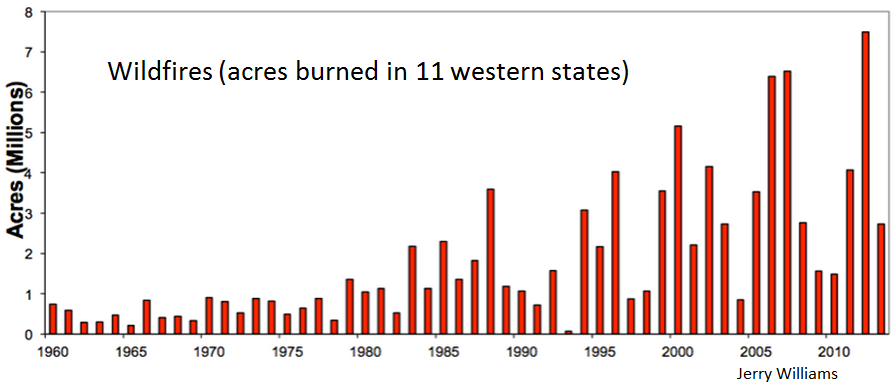 Wildfires (acres burned in 11 western states)
Acres (Millions)
8
7
6
5
4
3
2
1
0
1960 1965 1970 1975 1980 1985 1990 1995 2000 2005 2010
Jerry Williams